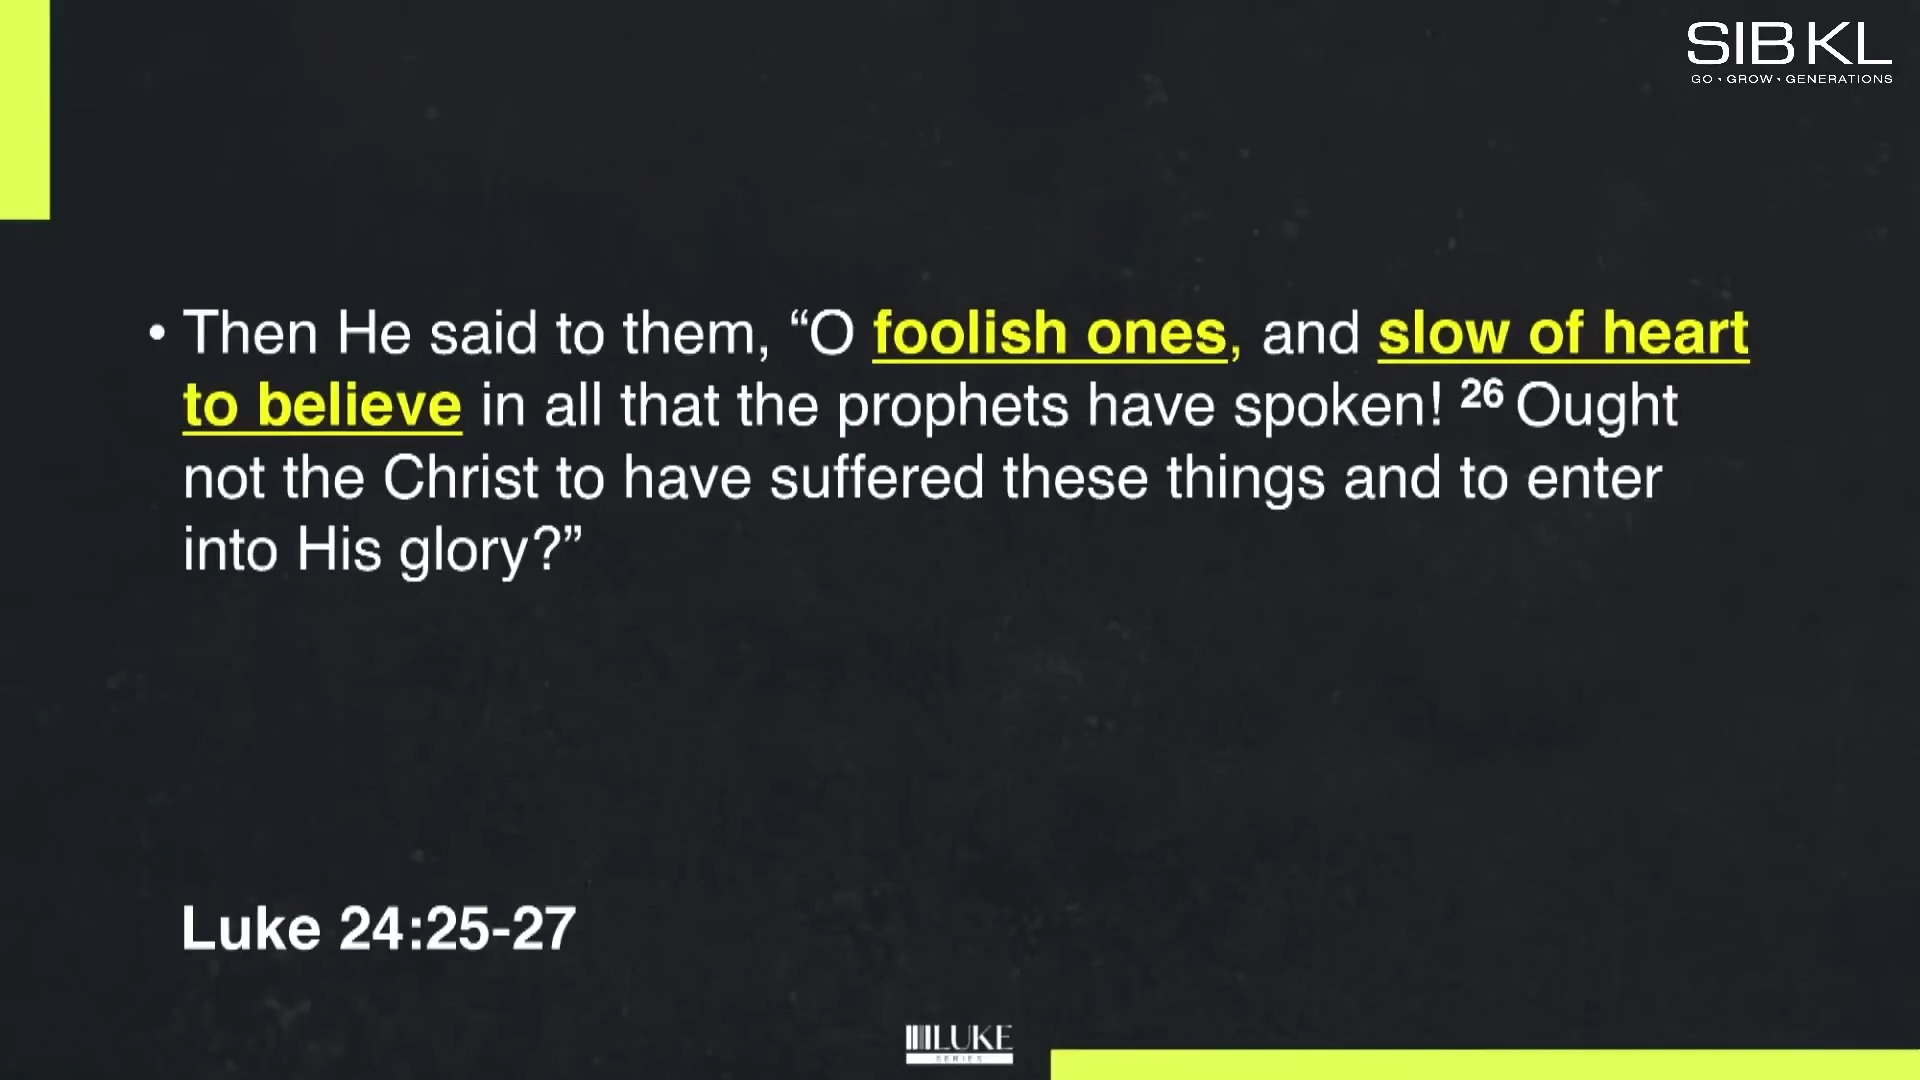 SIBKL
GO · GROW · GENERATIONS
• Then He said to them, “O foolish ones, and slow of heart
to believe in all that the prophets have spoken! 26 Ought
not the Christ to have suffered these things and to enter
into His glory?”
Luke 24:25-27
LUKE
SERIES